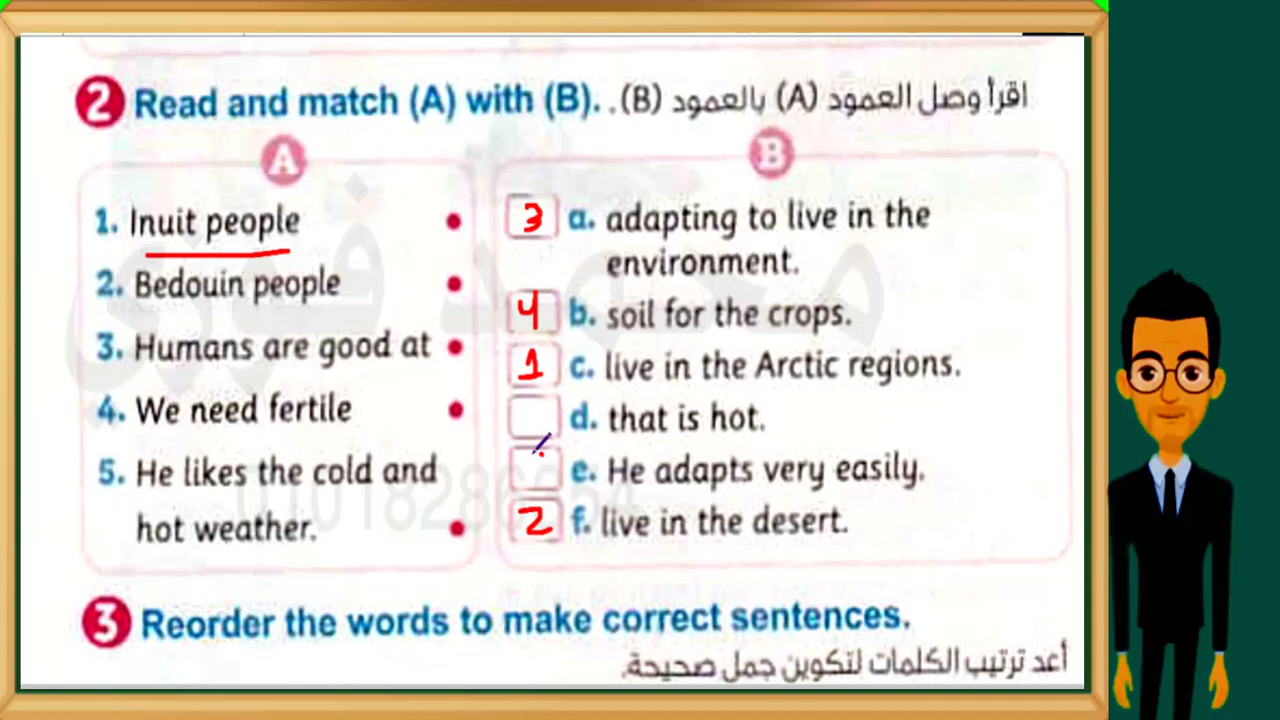 2 Read and match (A) with (B). اقرأ وصل العمود (A) بالعمود (B).
A
1. Inuit people
2. Bedouin people
3. Humans are good at
4. We need fertile
5. He likes the cold and
hot weather.
B
3 a. adapting to live in the
environment.
4 b. soil for the crops.
1 c. live in the Arctic regions.
d. that is hot.
e. He adapts very easily.
2 f. live in the desert.
3 Reorder the words to make correct sentences.
أعد ترتيب الكلمات لتكوين جمل صحيحة.
محمد فوزي